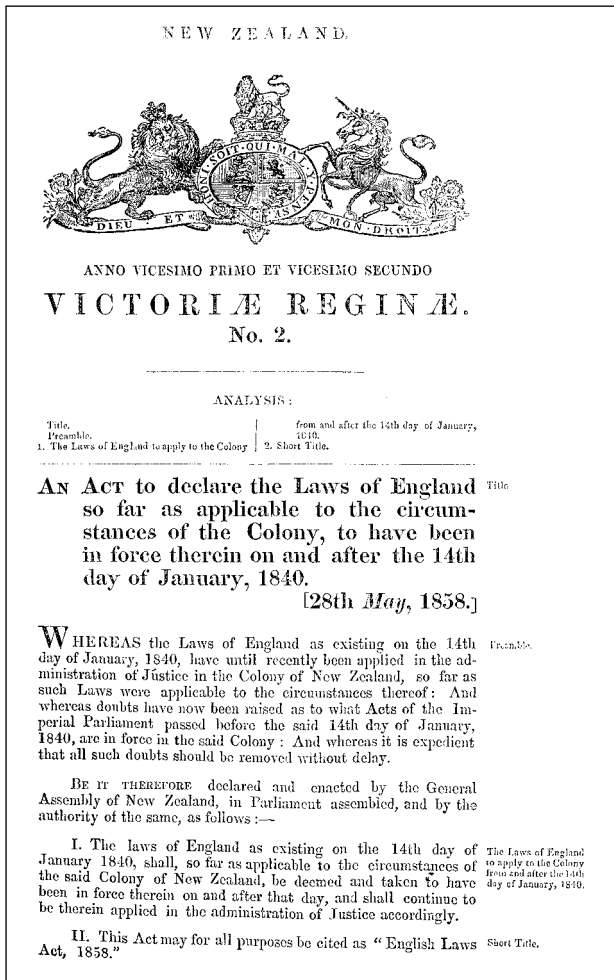 NEW ZEALAND.
HONI·SOIT·QUI·MAL·Y·PENSE
DIEU ET MON·DROIT
ANNO VICESIMO PRIMO ET VICESIMO SECUNDO
VICTORIÆ REGINÆ.
No. 2.
ANALYSIS:
Title.
Preamble.
1. The Laws of England to apply to the Colony
from and after the 14th day of January,
1840.
2. Short Title.
AN ACT to declare the Laws of England
so far as applicable to the circum-
stances of the Colony, to have been
in force therein on and after the 14th
day of January, 1840.
[28th May, 1858.]
Title
WHEREAS the Laws of England as existing on the 14th
day of January, 1840, have until recently been applied in the ad-
ministration of Justice in the Colony of New Zealand, so far as
such Laws were applicable to the circumstances thereof: And
whereas doubts have now been raised as to what Acts of the Im-
perial Parliament passed before the said 14th day of January,
1840, are in force in the said Colony: And whereas it is expedient
that all such doubts should be removed without delay.
Preamble.
BE IT THEREFORE declared and enacted by the General
Assembly of New Zealand, in Parliament assembled, and by the
authority of the same, as follows:—
I. The laws of England as existing on the 14th day of
January 1840, shall, so far as applicable to the circumstances of
the said Colony of New Zealand, be deemed and taken to have
been in force therein on and after that day, and shall continue to
be therein applied in the administration of Justice accordingly.
The Laws of England
to apply to the Colony
from and after the 14th
day of January, 1840.
II. This Act may for all purposes be cited as "English Laws
Act, 1858."
Short Title.